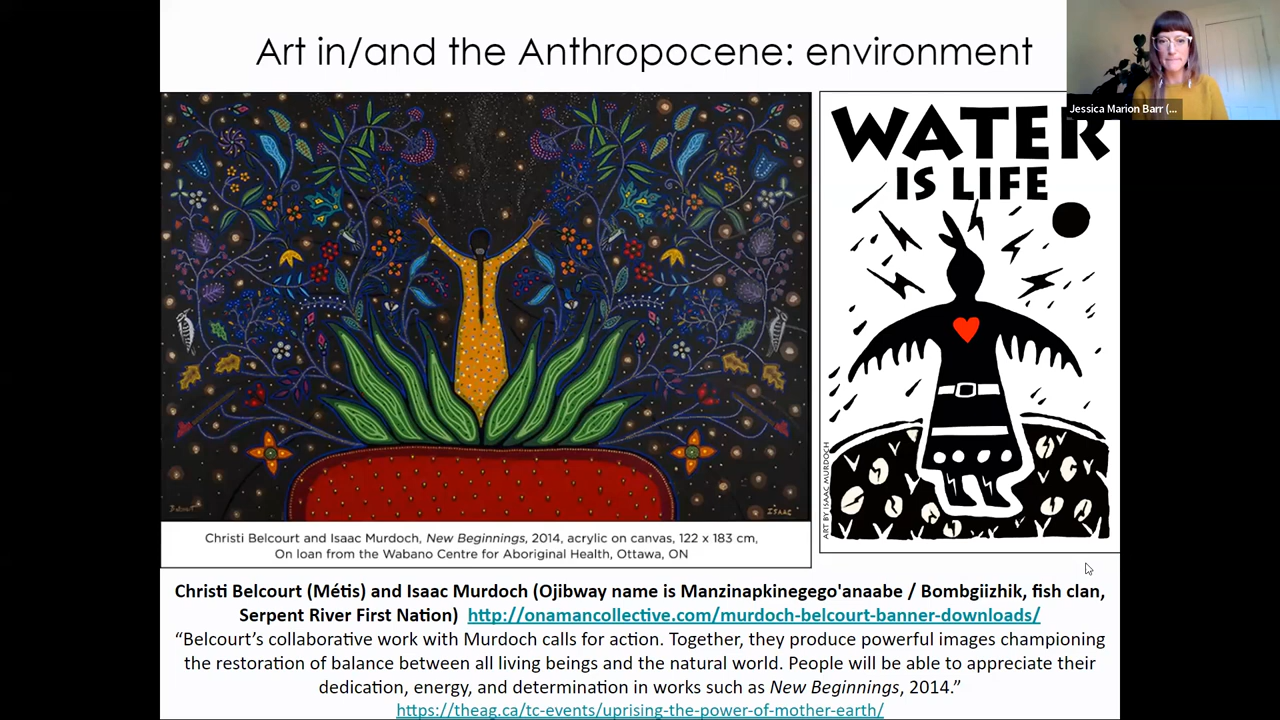 Art in/and the Anthropocene: environment
Jessica Marion Barr (...
WATER
IS LIFE
ART BY ISAAC MURDOCH
Belcourt
ISAAC
Christi Belcourt and Isaac Murdoch, New Beginnings, 2014, acrylic on canvas, 122 x 183 cm,
On loan from the Wabano Centre for Aboriginal Health, Ottawa, ON
Christi Belcourt (Métis) and Isaac Murdoch (Ojibway name is Manzinapkinegego'anaabe / Bombgiizhik, fish clan,
Serpent River First Nation) http://onamancollective.com/murdoch-belcourt-banner-downloads/
“Belcourt’s collaborative work with Murdoch calls for action. Together, they produce powerful images championing
the restoration of balance between all living beings and the natural world. People will be able to appreciate their
dedication, energy, and determination in works such as New Beginnings, 2014.”
https://theag.ca/tc-events/uprising-the-power-of-mother-earth/